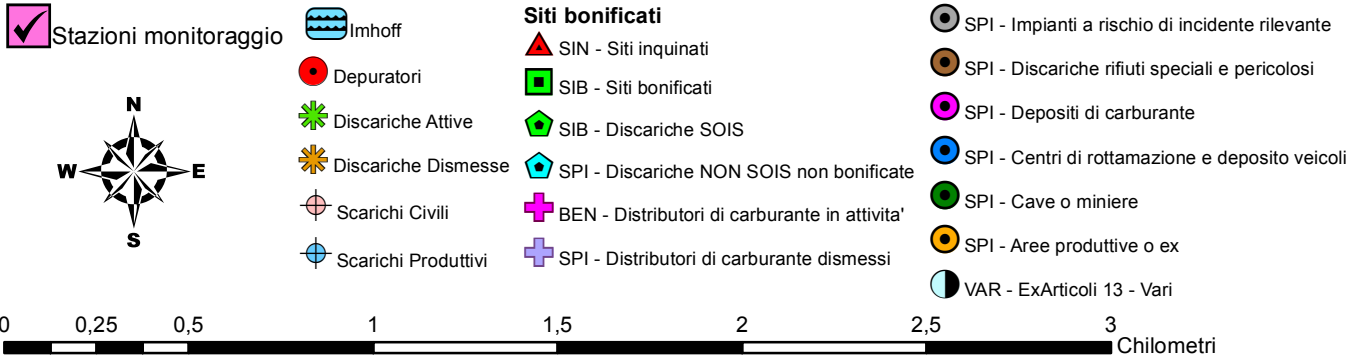 Stazioni monitoraggio
N
W
E
S
Imhoff
Depuratori
Discariche Attive
Discariche Dismesse
Scarichi Civili
Scarichi Produttivi
Siti bonificati
SIN - Siti inquinati
SIB - Siti bonificati
SIB - Discariche SOIS
SPI - Discariche NON SOIS non bonificate
BEN - Distributori di carburante in attivita'
SPI - Distributori di carburante dismessi
SPI - Impianti a rischio di incidente rilevante
SPI - Discariche rifiuti speciali e pericolosi
SPI - Depositi di carburante
SPI - Centri di rottamazione e deposito veicoli
SPI - Cave o miniere
SPI - Aree produttive o ex
VAR - ExArticoli 13 - Vari
0 0,25 0,5 1 1,5 2 2,5 3
Chilometri